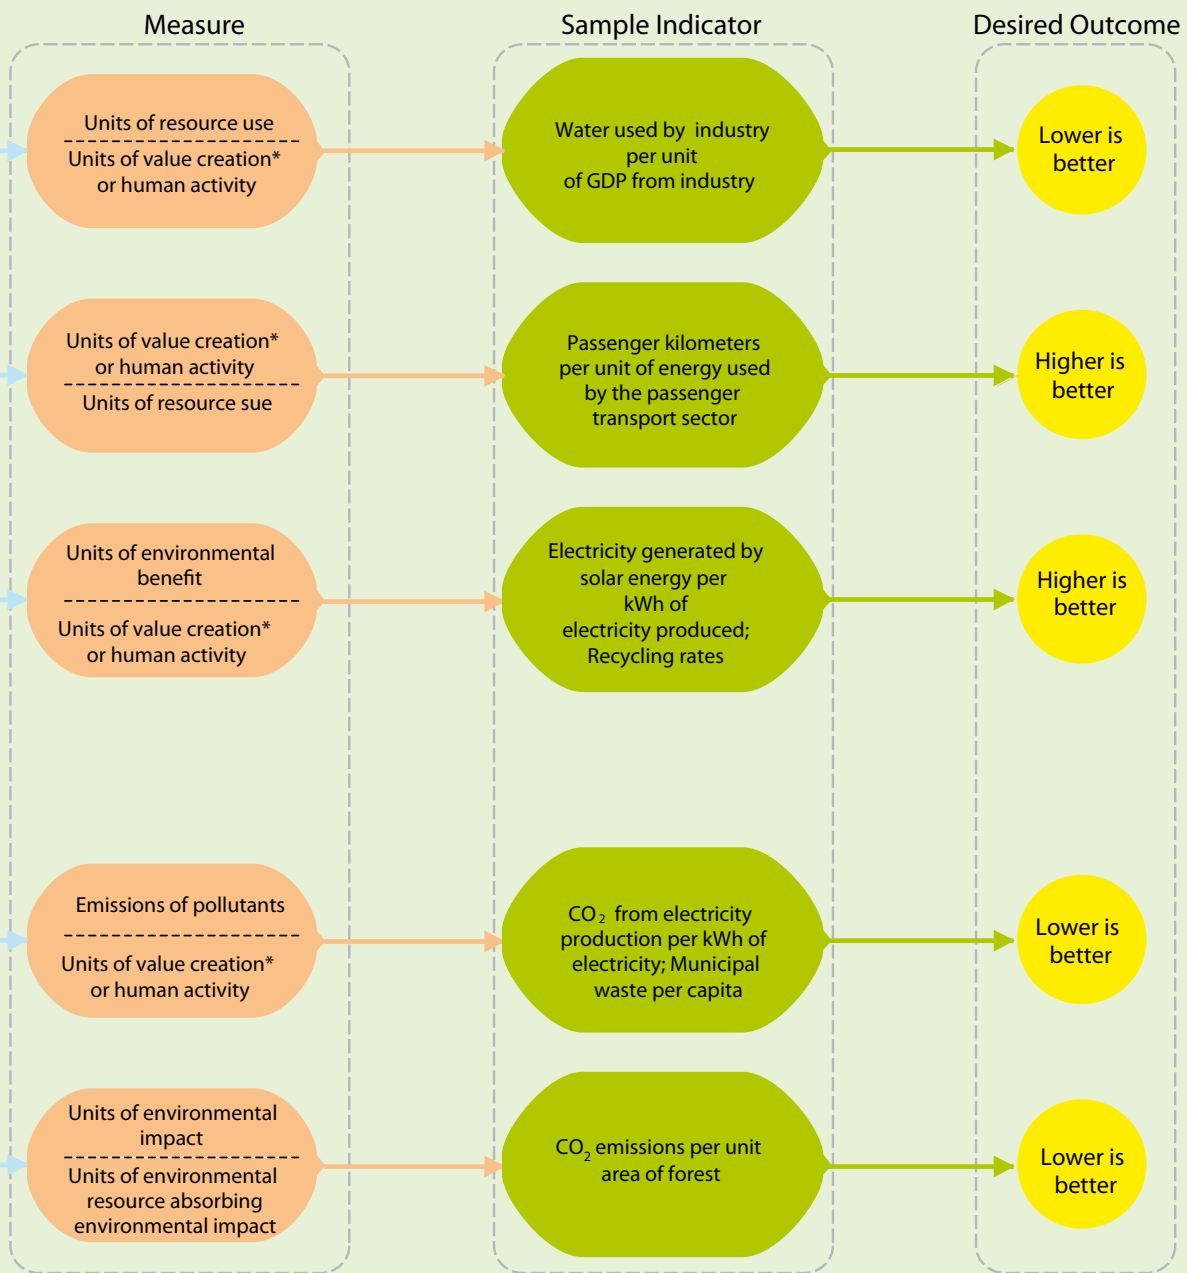 Measure
Sample Indicator
Desired Outcome
Units of resource use
Units of value creation*
or human activity
Water used by industry
per unit
of GDP from industry
Lower is
better
Units of value creation*
or human activity
Units of resource sue
Passenger kilometers
per unit of energy used
by the passenger
transport sector
Higher is
better
Units of environmental
benefit
Units of value creation*
or human activity
Electricity generated by
solar energy per
kWh of
electricity produced;
Recycling rates
Higher is
better
Emissions of pollutants
Units of value creation*
or human activity
CO₂ from electricity
production per kWh of
electricity; Municipal
waste per capita
Lower is
better
Units of environmental
impact
Units of environmental
resource absorbing
environmental impact
CO₂ emissions per unit
area of forest
Lower is
better